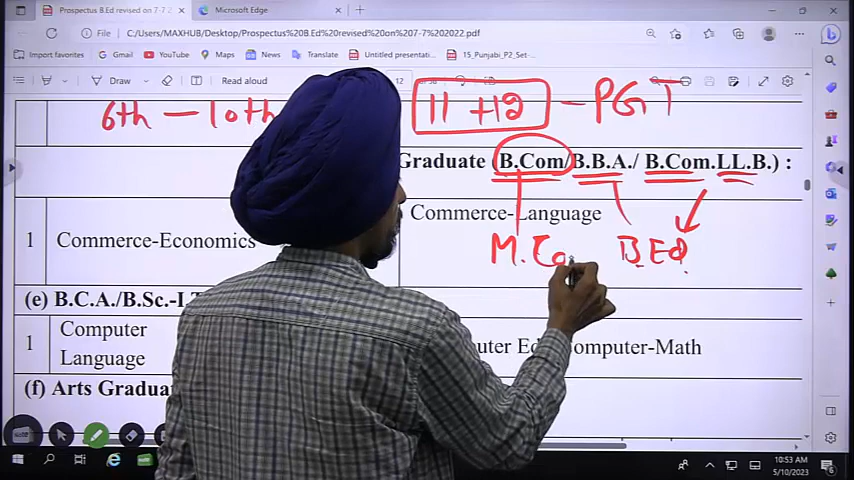 Prospectus B.Ed revised on 7-7 2
Microsoft Edge
File C:/Users/MAXHUB/Desktop/Prospectus%20B.Ed%20revised%20on%207-7%202022.pdf
Import favorites Gmail YouTube Maps News Translate Untitled presentati... 15_Punjabi_P2_Set-...
Draw Read aloud 12
6th — 10th 11 +12 — PGT
Graduate (B.Com/B.B.A./ B.Com.LL.B.) :
1 Commerce-Economics Commerce-Language
M.Co B.Ed
(e) B.C.A./B.Sc.-I.T
1 Computer Language Computer-Math
(f) Arts Graduat
10:53 AM
5/10/2023